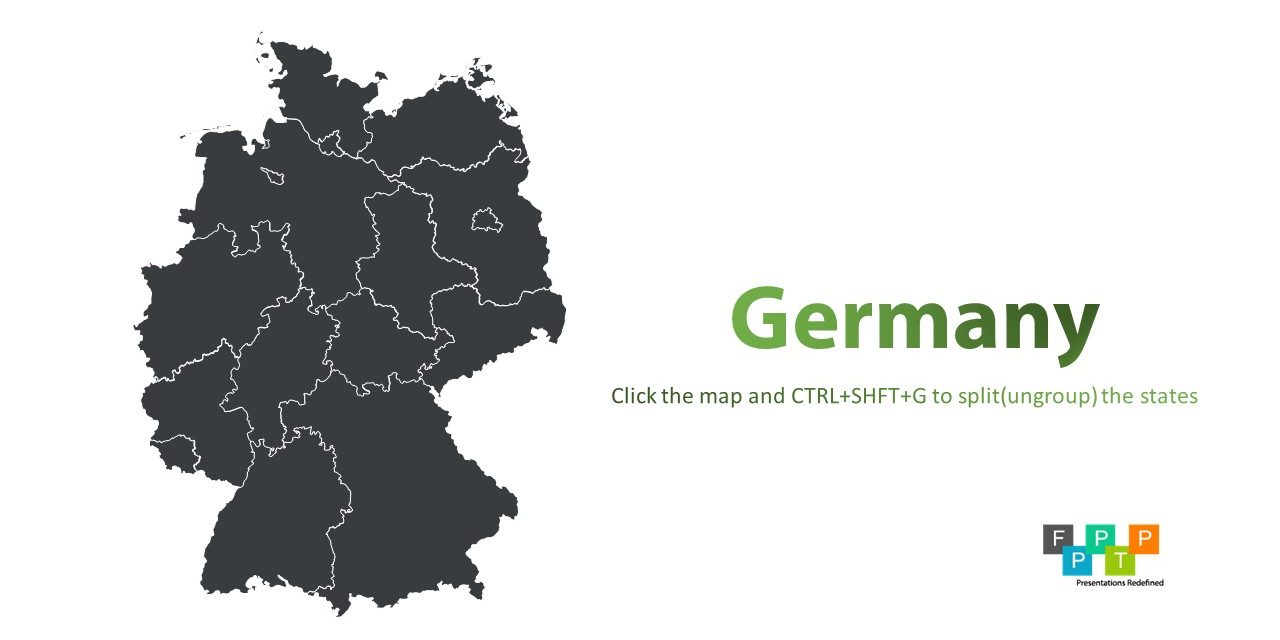 Germany
Click the map and CTRL+SHFT+G to split(ungroup) the states
F P P
P T
Presentations Redefined